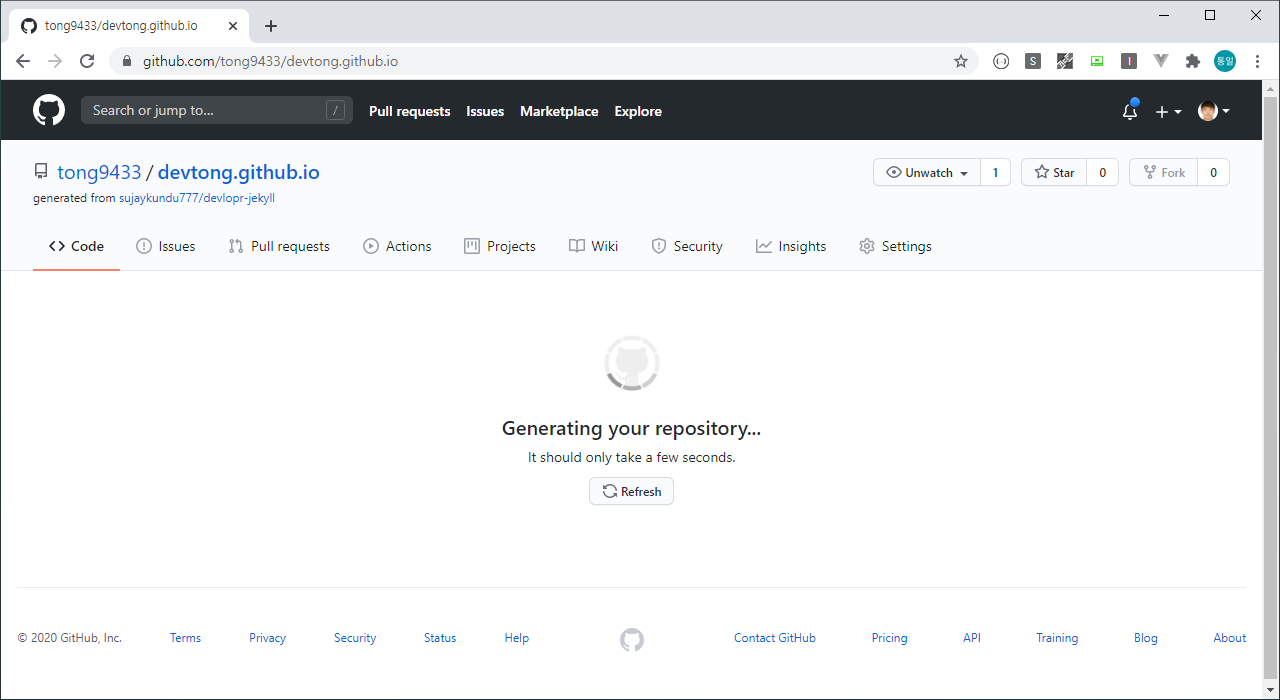 tong9433/devtong.github.io
github.com/tong9433/devtong.github.io
S
I
통일
Search or jump to... /
Pull requests Issues Marketplace Explore
tong9433 / devtong.github.io
Unwatch 1 Star 0 Fork 0
generated from sujaykundu777/devlopr-jekyll
Code Issues Pull requests Actions Projects Wiki Security Insights Settings
Generating your repository...
It should only take a few seconds.
Refresh
© 2020 GitHub, Inc. Terms Privacy Security Status Help Contact GitHub Pricing API Training Blog About